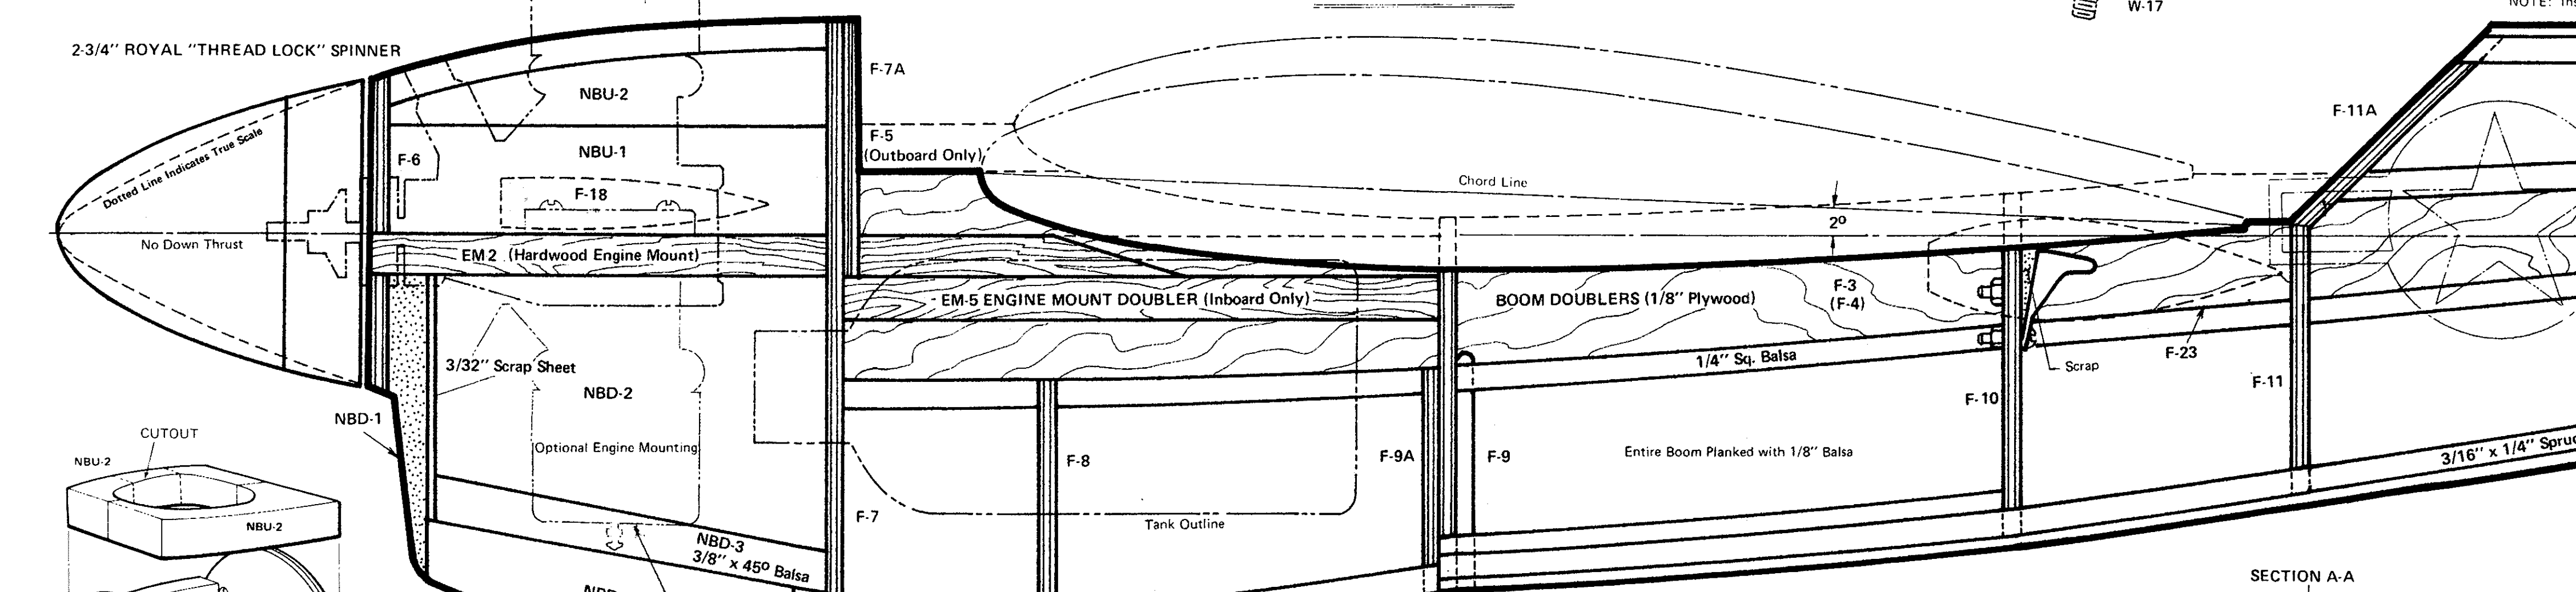 W-17
2-3/4" ROYAL "THREAD LOCK" SPINNER
F-7A
NBU-2
F-11A
Dotted Line Indicates True Scale
F-5
(Outboard Only)
NBU-1
F-6
F-18
Chord Line
2º
No Down Thrust
EM 2 (Hardwood Engine Mount)
EM-5 ENGINE MOUNT DOUBLER (Inboard Only)
BOOM DOUBLERS (1/8" Plywood)
F-3
(F-4)
3/32" Scrap Sheet
1/4" Sq. Balsa
F-23
Scrap
F-11
NBD-2
F-10
NBD-1
CUTOUT
NBU-2
Optional Engine Mounting
F-8
F-9A
F-9
Entire Boom Planked with 1/8" Balsa
3/16" x 1/4" Spruc
F-7
Tank Outline
NBU-2
NBD-3
3/8" x 45º Balsa
SECTION A-A